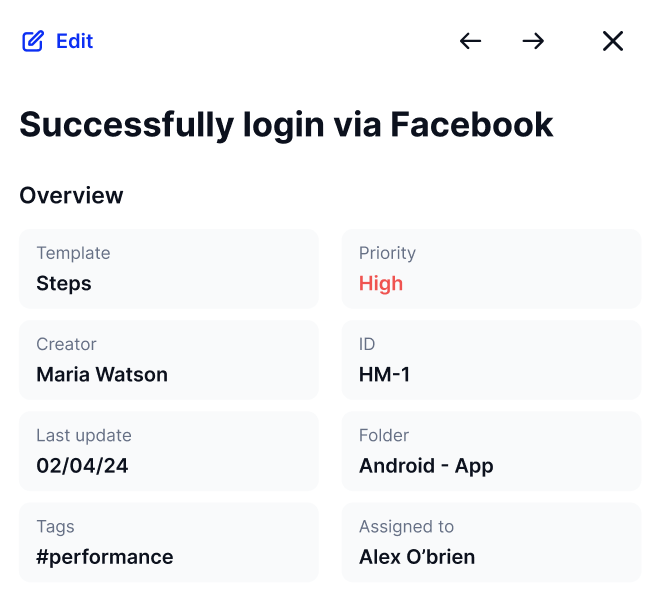 Edit
Successfully login via Facebook
Overview
Template
Steps
Priority
High
Creator
Maria Watson
ID
HM-1
Last update
02/04/24
Folder
Android - App
Tags
#performance
Assigned to
Alex O’brien